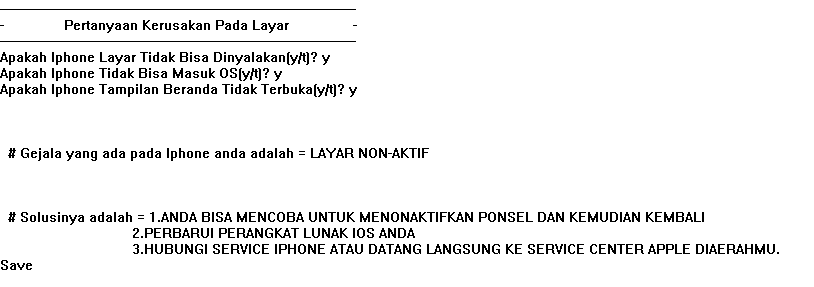 - Pertanyaan Kerusakan Pada Layar -
Apakah Iphone Layar Tidak Bisa Dinyalakan(y/t)? y
Apakah Iphone Tidak Bisa Masuk OS(y/t)? y
Apakah Iphone Tampilan Beranda Tidak Terbuka(y/t)? y
# Gejala yang ada pada Iphone anda adalah = LAYAR NON-AKTIF
# Solusinya adalah = 1.ANDA BISA MENCOBA UNTUK MENONAKTIFKAN PONSEL DAN KEMUDIAN KEMBALI
2.PERBARUI PERANGKAT LUNAK IOS ANDA
3.HUBUNGI SERVICE IPHONE ATAU DATANG LANGSUNG KE SERVICE CENTER APPLE DIAERAHMU.
Save